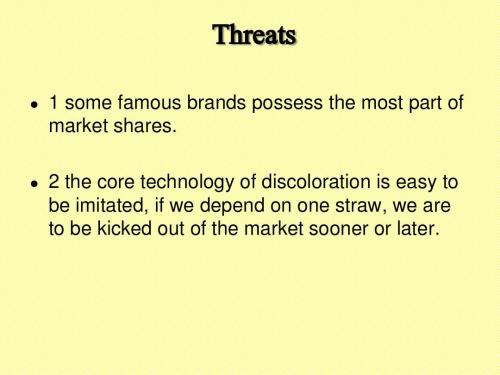 Threats
● 1 some famous brands possess the most part of
market shares.
● 2 the core technology of discoloration is easy to
be imitated, if we depend on one straw, we are
to be kicked out of the market sooner or later.